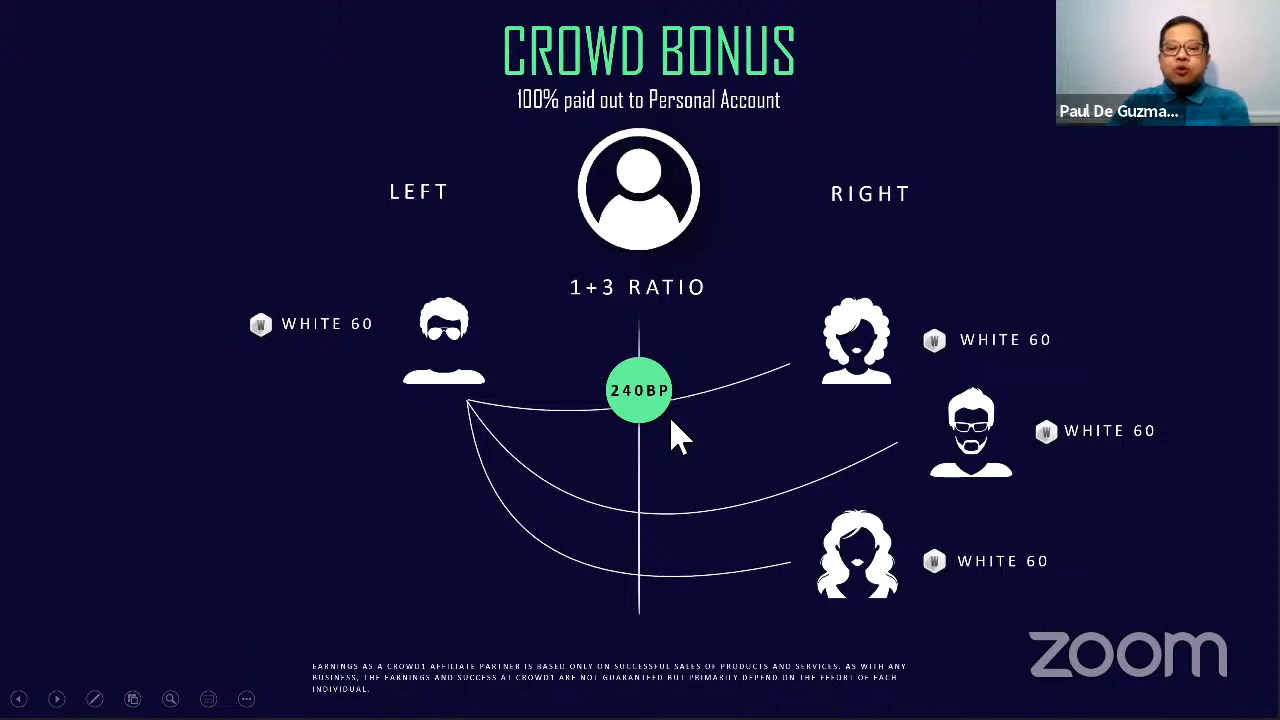 CROWD BONUS
100% paid out to Personal Account
Paul De Guzma...
LEFT
RIGHT
1+3 RATIO
W WHITE 60
W WHITE 60
240BP
W WHITE 60
W WHITE 60
zoom
EARNINGS AS A CROWD1 AFFILIATE PARTNER IS BASED ONLY ON SUCCESSFUL SALES OF PRODUCTS AND SERVICES. AS WITH ANY
BUSINESS, THE EARNINGS AND SUCCESS AT CROWD1 ARE NOT GUARANTEED BUT PRIMARILY DEPEND ON THE EFFORT OF EACH
INDIVIDUAL.